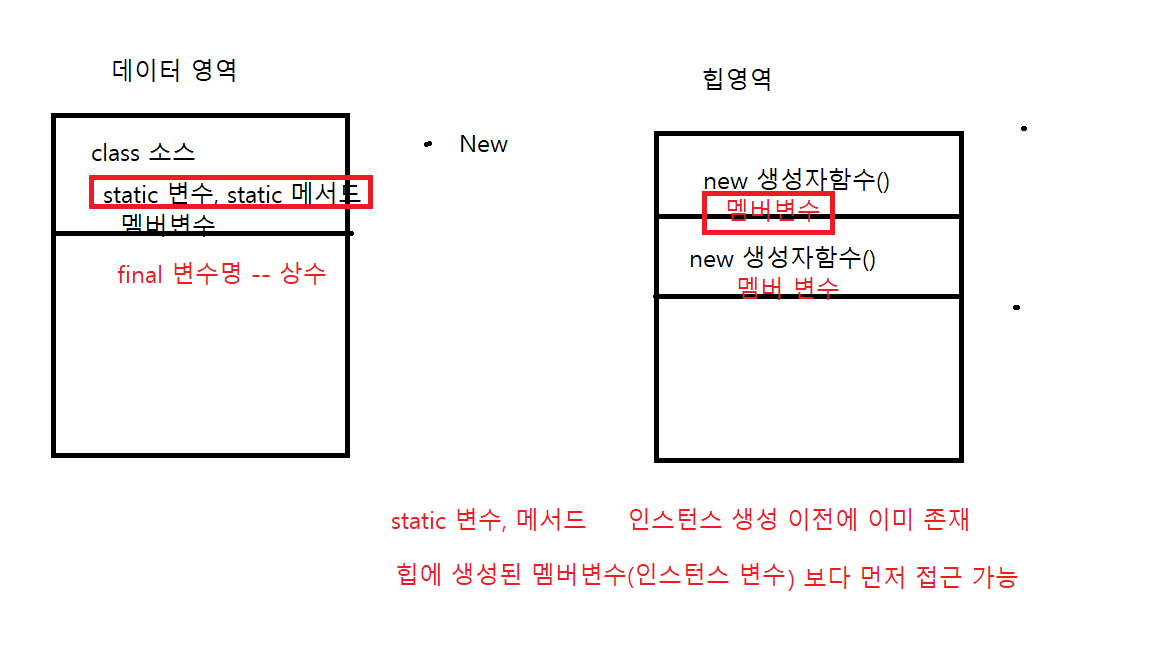 데이터 영역
class 소스
static 변수, static 메서드
멤버변수
final 변수명 -- 상수
New
힙영역
new 생성자함수()
멤버변수
new 생성자함수()
멤버 변수
static 변수, 메서드 인스턴스 생성 이전에 이미 존재
힙에 생성된 멤버변수(인스턴스 변수) 보다 먼저 접근 가능